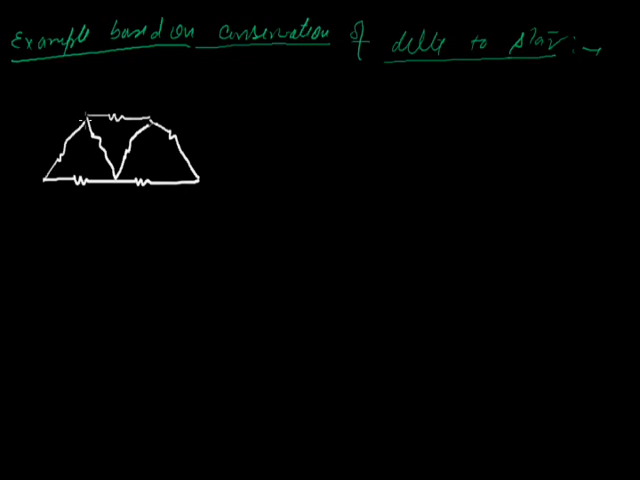 Example based on conservation of delta to star :→